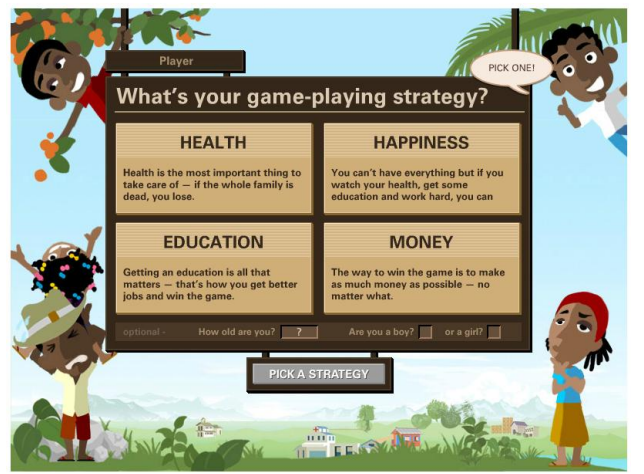 Player
PICK ONE!
What's your game-playing strategy?
HEALTH
Health is the most important thing to
take care of — if the whole family is
dead, you lose.
HAPPINESS
You can't have everything but if you
watch your health, get some
education and work hard, you can
EDUCATION
Getting an education is all that
matters — that's how you get better
jobs and win the game.
MONEY
The way to win the game is to make
as much money as possible — no
matter what.
optional - How old are you? ? Are you a boy? or a girl?
PICK A STRATEGY